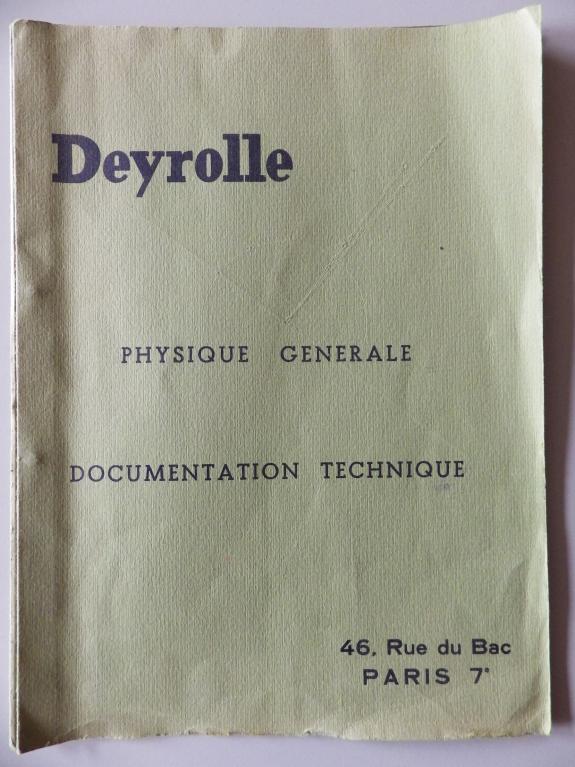 Deyrolle
PHYSIQUE GENERALE
DOCUMENTATION TECHNIQUE
46, Rue du Bac
PARIS 7e